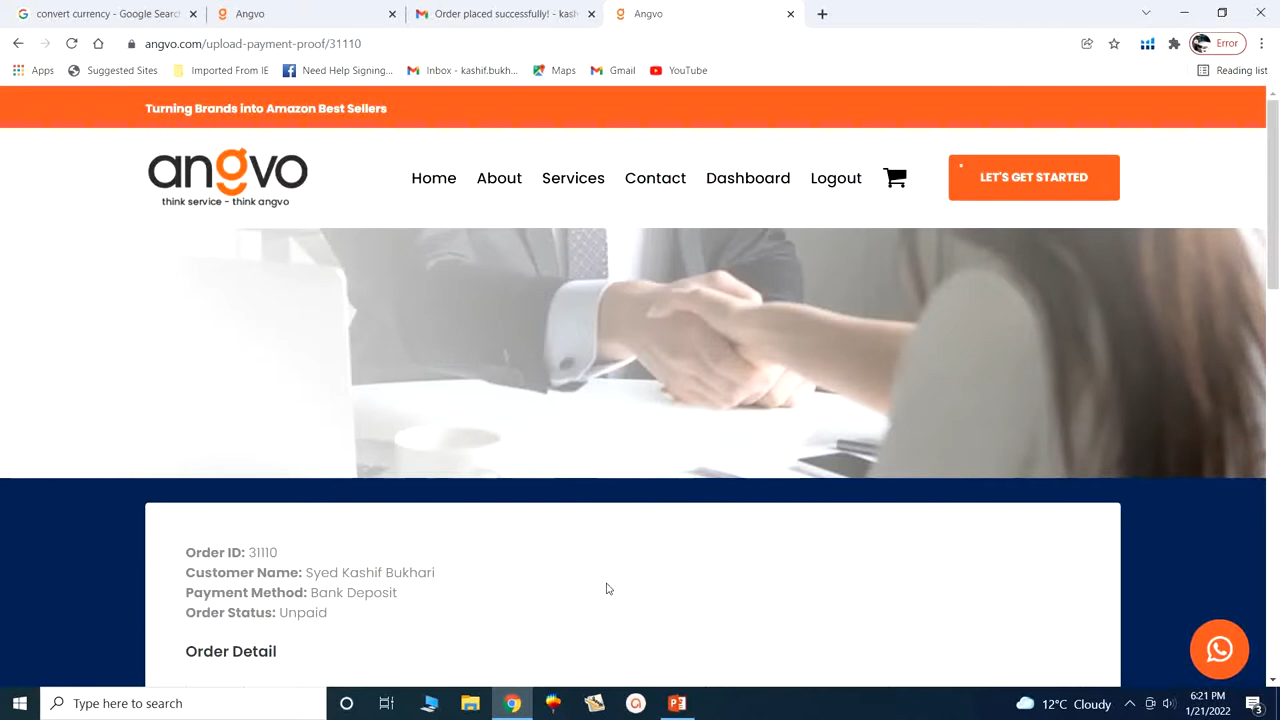 convert currency - Google Searc
Angvo
Order placed successfully! - kash
Angvo
angvo.com/upload-payment-proof/31110
Error
Apps
Suggested Sites
Imported From IE
Need Help Signing...
Inbox - kashif.bukh...
Maps
Gmail
YouTube
Reading list
Turning Brands into Amazon Best Sellers
angvo
think service - think angvo
Home
About
Services
Contact
Dashboard
Logout
LET'S GET STARTED
Order ID: 31110
Customer Name: Syed Kashif Bukhari
Payment Method: Bank Deposit
Order Status: Unpaid
Order Detail
Type here to search
12°C Cloudy
6:21 PM
1/21/2022
3